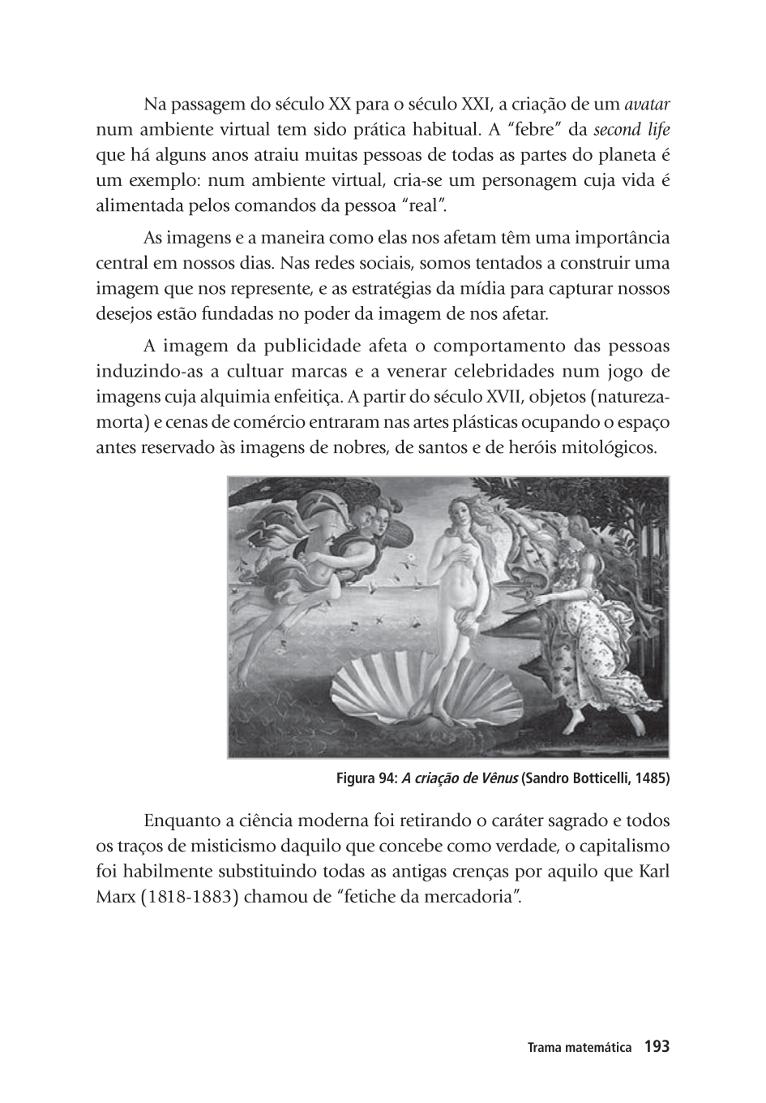 Na passagem do século XX para o século XXI, a criação de um avatar
num ambiente virtual tem sido prática habitual. A “febre” da second life
que há alguns anos atraiu muitas pessoas de todas as partes do planeta é
um exemplo: num ambiente virtual, cria-se um personagem cuja vida é
alimentada pelos comandos da pessoa “real”.
As imagens e a maneira como elas nos afetam têm uma importância
central em nossos dias. Nas redes sociais, somos tentados a construir uma
imagem que nos represente, e as estratégias da mídia para capturar nossos
desejos estão fundadas no poder da imagem de nos afetar.
A imagem da publicidade afeta o comportamento das pessoas
induzindo-as a cultuar marcas e a venerar celebridades num jogo de
imagens cuja alquimia enfeitiça. A partir do século XVII, objetos (natureza-
morta) e cenas de comércio entraram nas artes plásticas ocupando o espaço
antes reservado às imagens de nobres, de santos e de heróis mitológicos.
Figura 94: A criação de Vênus (Sandro Botticelli, 1485)
Enquanto a ciência moderna foi retirando o caráter sagrado e todos
os traços de misticismo daquilo que concebe como verdade, o capitalismo
foi habilmente substituindo todas as antigas crenças por aquilo que Karl
Marx (1818-1883) chamou de “fetiche da mercadoria”.
Trama matemática 193